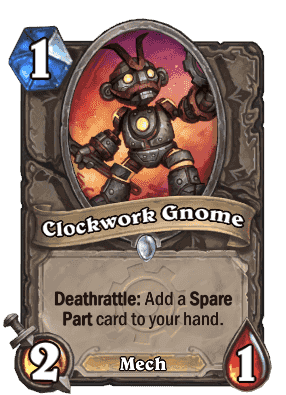 1
Clockwork Gnome
Deathrattle: Add a Spare
Part card to your hand.
2
Mech
1